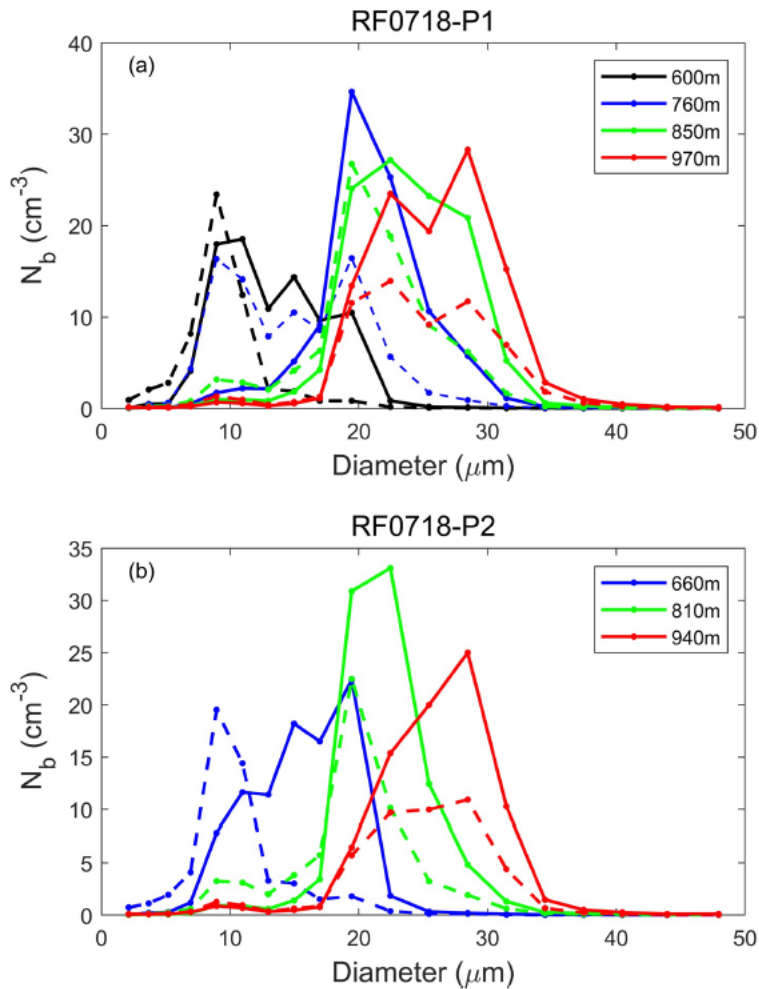 RF0718-P1
(a)
600m
760m
850m
970m
40
30
20
10
0
N_b (cm^-3)
0 10 20 30 40 50
Diameter (μm)
RF0718-P2
(b)
660m
810m
940m
35
30
25
20
15
10
5
0
N_b (cm^-3)
0 10 20 30 40 50
Diameter (μm)